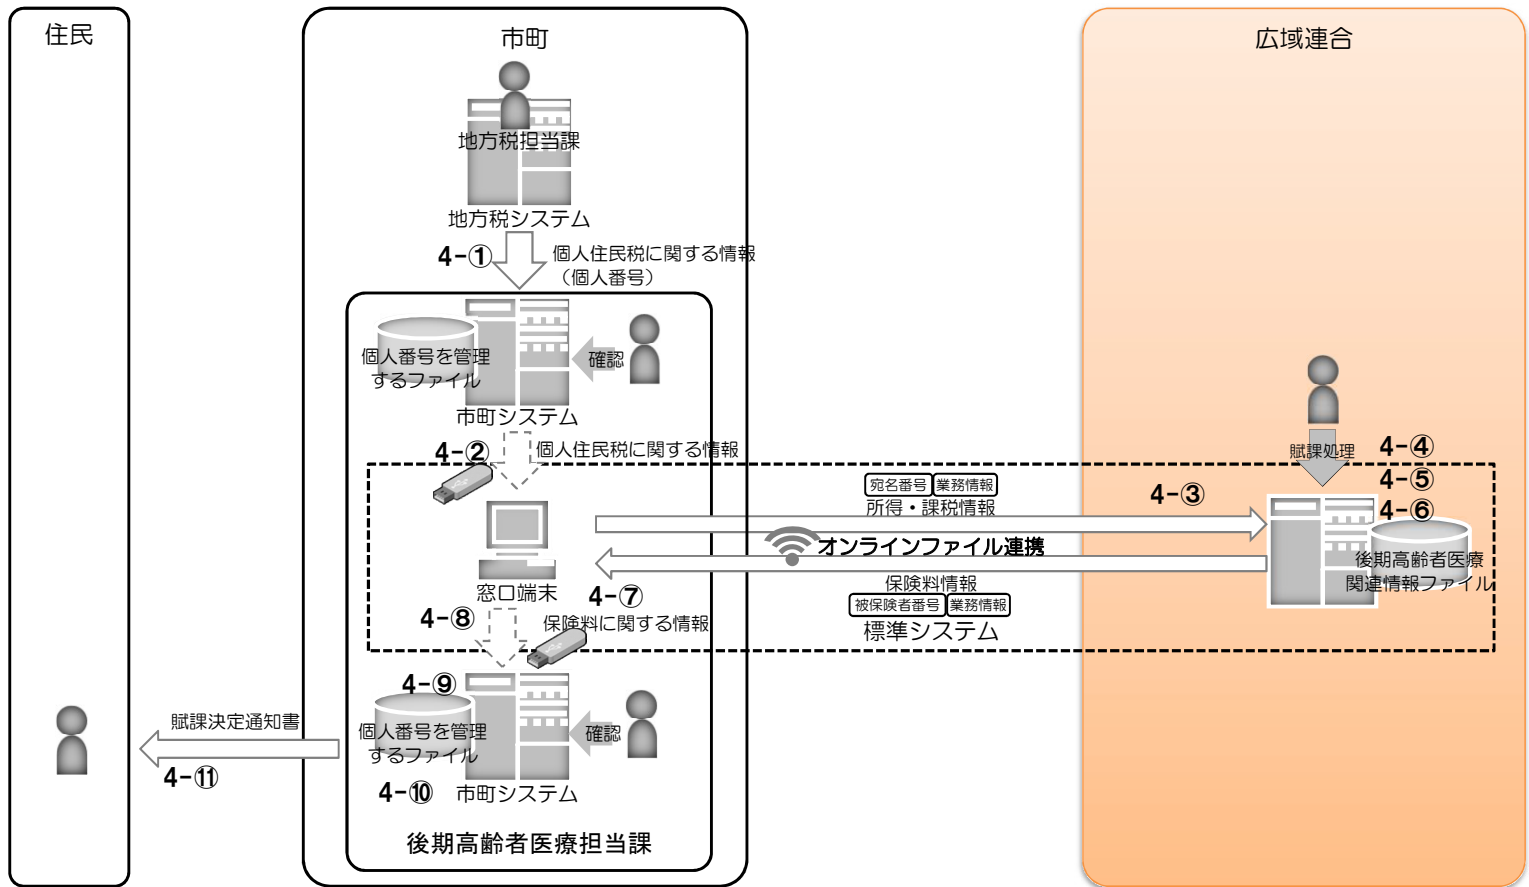 住民
市町
広域連合
地方税担当課
地方税システム
4-①
個人住民税に関する情報
（個人番号）
個人番号を管理
するファイル
確認
市町システム
4-②
個人住民税に関する情報
賦課処理
4-④
4-⑤
4-⑥
宛名番号
業務情報
所得・課税情報
4-③
オンラインファイル連携
後期高齢者医療
関連情報ファイル
窓口端末
4-⑦
保険料情報
被保険者番号
業務情報
標準システム
4-⑧
保険料に関する情報
4-⑨
個人番号を管理
するファイル
確認
4-⑩
市町システム
賦課決定通知書
4-⑪
後期高齢者医療担当課